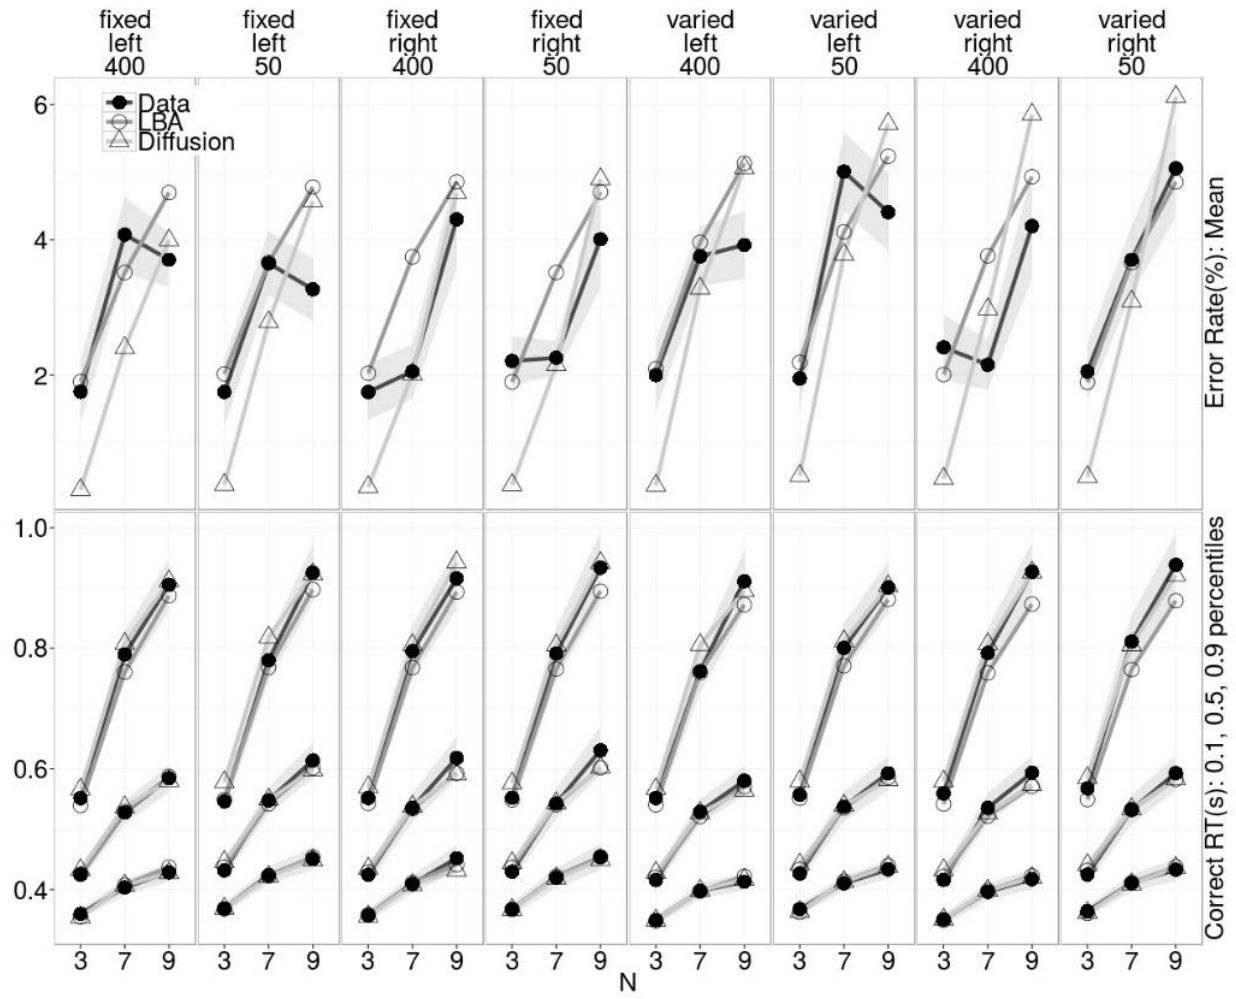 fixed fixed fixed fixed varied varied varied varied
left left right right left left right right
400 50 400 50 400 50 400 50
6
Data
LBA
Diffusion
4
2
Error Rate(%): Mean
1.0
0.8
0.6
0.4
Correct RT(s): 0.1, 0.5, 0.9 percentiles
3 7 9 3 7 9 3 7 9 3 7 9 3 7 9 3 7 9 3 7 9 3 7 9
N